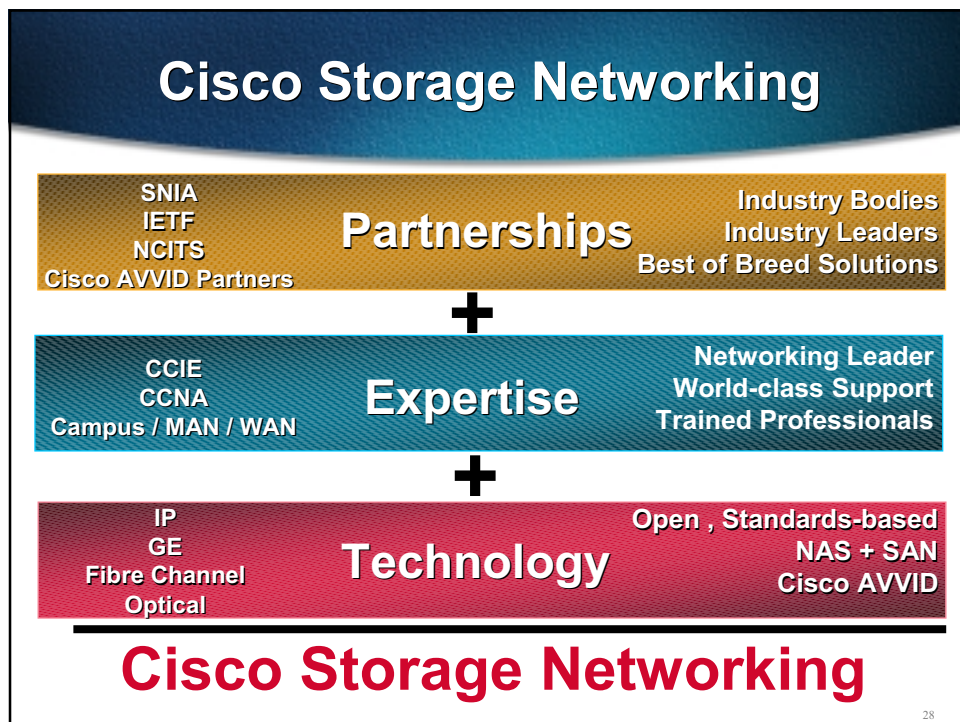 Cisco Storage Networking
SNIA
IETF
NCITS
Cisco AVVID Partners
Partnerships
Industry Bodies
Industry Leaders
Best of Breed Solutions
+
CCIE
CCNA
Campus / MAN / WAN
Expertise
Networking Leader
World-class Support
Trained Professionals
+
IP
GE
Fibre Channel
Optical
Technology
Open , Standards-based
NAS + SAN
Cisco AVVID
Cisco Storage Networking
28